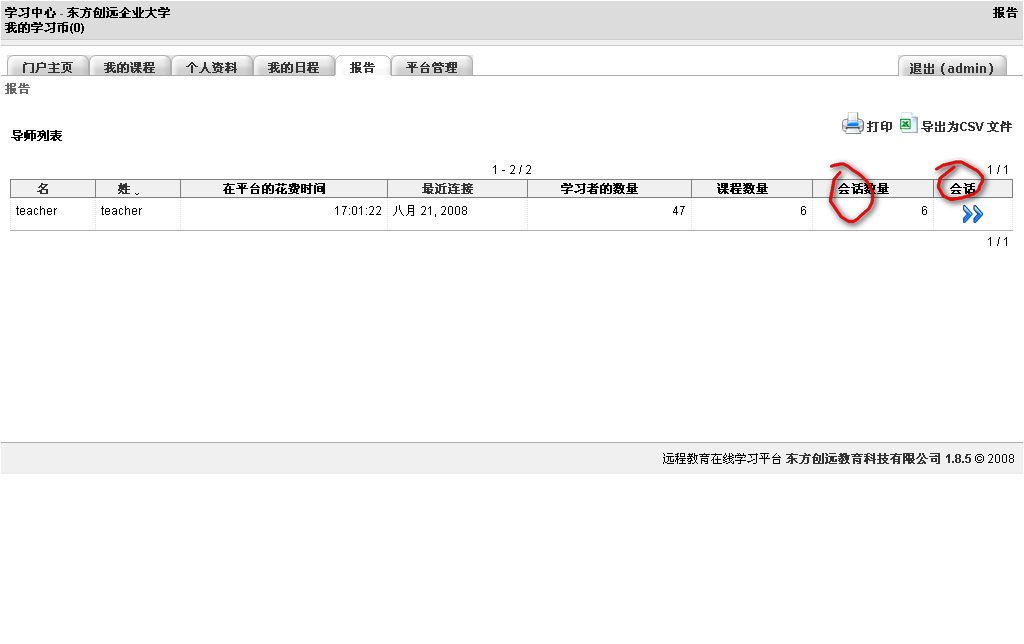 学习中心 - 东方创远企业大学 报告
我的学习币(0)
门户主页 我的课程 个人资料 我的日程 报告 平台管理 退出 (admin)
报告
导师列表 打印 导出为CSV 文件
1 - 2 / 2 1 / 1
名 姓 在平台的花费时间 最近连接 学习者的数量 课程数量 会话数量 会话
teacher teacher 17:01:22 八月 21, 2008 47 6 6
1 / 1
远程教育在线学习平台 东方创远教育科技有限公司 1.8.5 © 2008